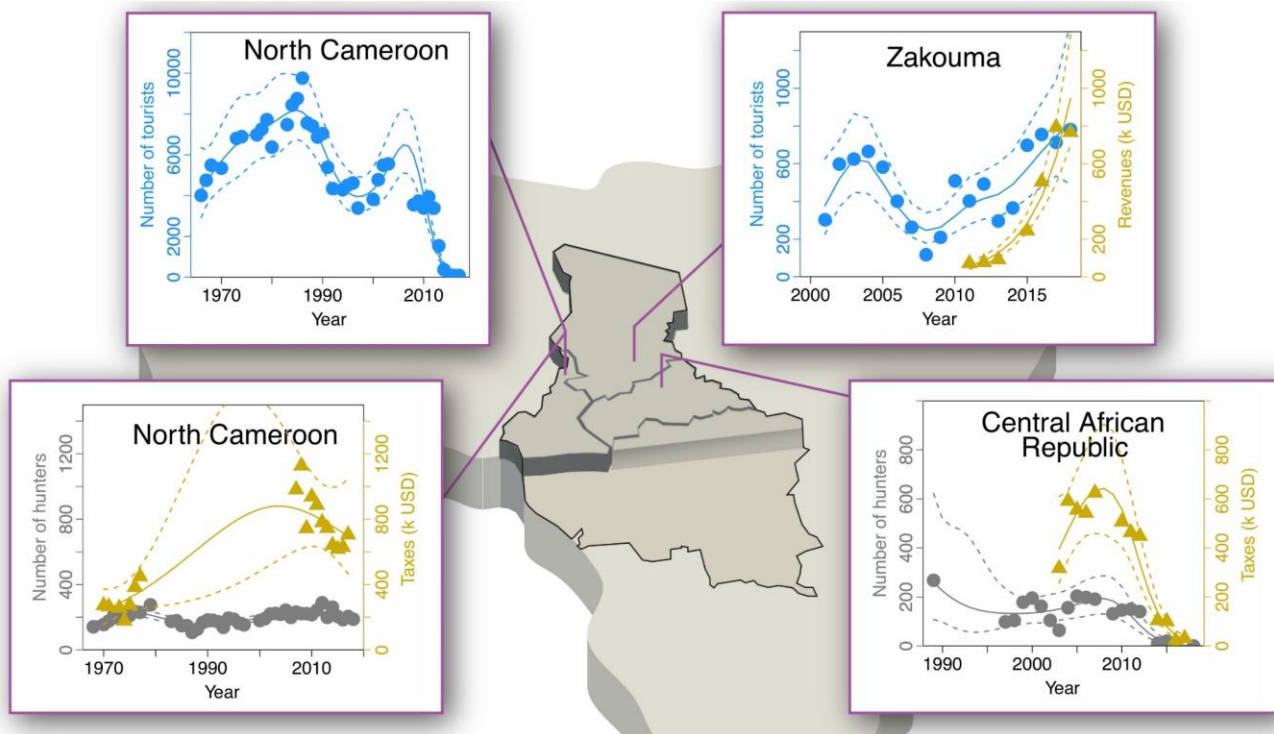 North Cameroon
Number of tourists
10000
6000
2000
0
1970
1990
2010
Year
Zakouma
Number of tourists
1000
600
200
0
Revenues (k USD)
1000
600
200
0
2000
2005
2010
2015
Year
North Cameroon
Number of hunters
1200
800
400
0
Taxes (k USD)
1200
800
400
0
1970
1990
2010
Year
Central African
Republic
Number of hunters
800
600
400
200
0
Taxes (k USD)
800
600
400
200
0
1990
2000
2010
Year